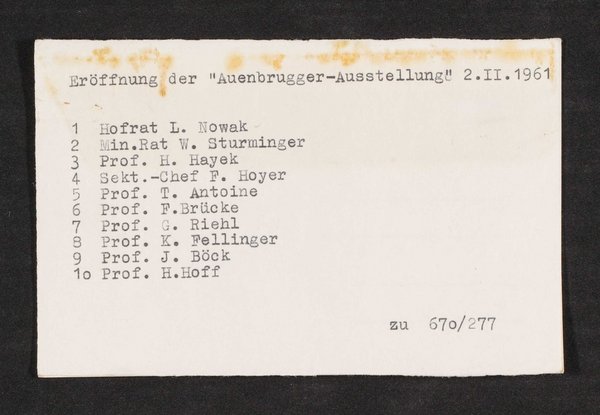 Eröffnung der "Auenbrugger-Ausstellung" 2.II.1961
1 Hofrat L. Nowak
2 Min.Rat W. Sturminger
3 Prof. H. Hayek
4 Sekt.-Chef F. Hoyer
5 Prof. T. Antoine
6 Prof. F.Brücke
7 Prof. G. Riehl
8 Prof. K. Fellinger
9 Prof. J. Böck
1o Prof. H.Hoff
zu 67o/277